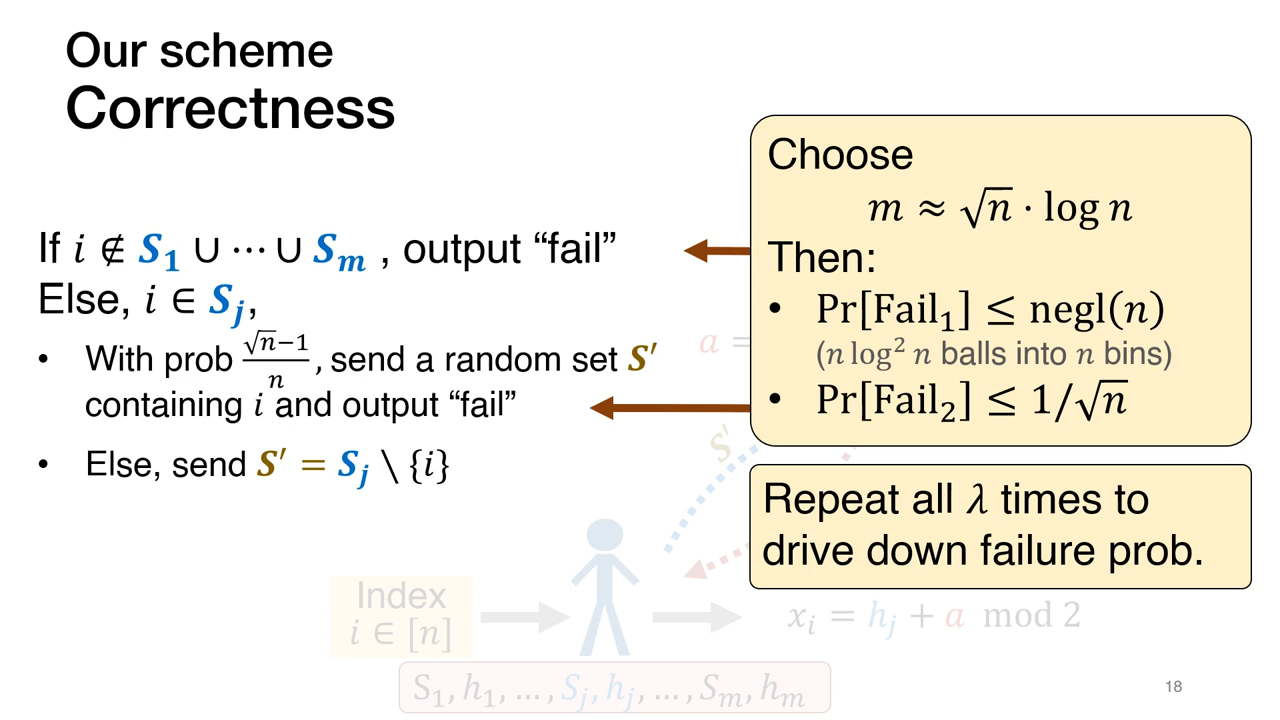 Our scheme
Correctness
If i ∉ S₁ ∪ ⋯ ∪ Sₘ , output “fail”
Else, i ∈ Sⱼ,
• With prob (√n−1)/n, send a random set S′
containing i and output “fail”
• Else, send S′ = Sⱼ \ {i}
Choose
m ≈ √n · log n
Then:
• Pr[Fail₁] ≤ negl(n)
(n log² n balls into n bins)
• Pr[Fail₂] ≤ 1/√n
Repeat all λ times to
drive down failure prob.
a =
S′
Index
i ∈ [n]
xᵢ = hⱼ + a mod 2
S₁, h₁, …, Sⱼ, hⱼ, …, Sₘ, hₘ
18